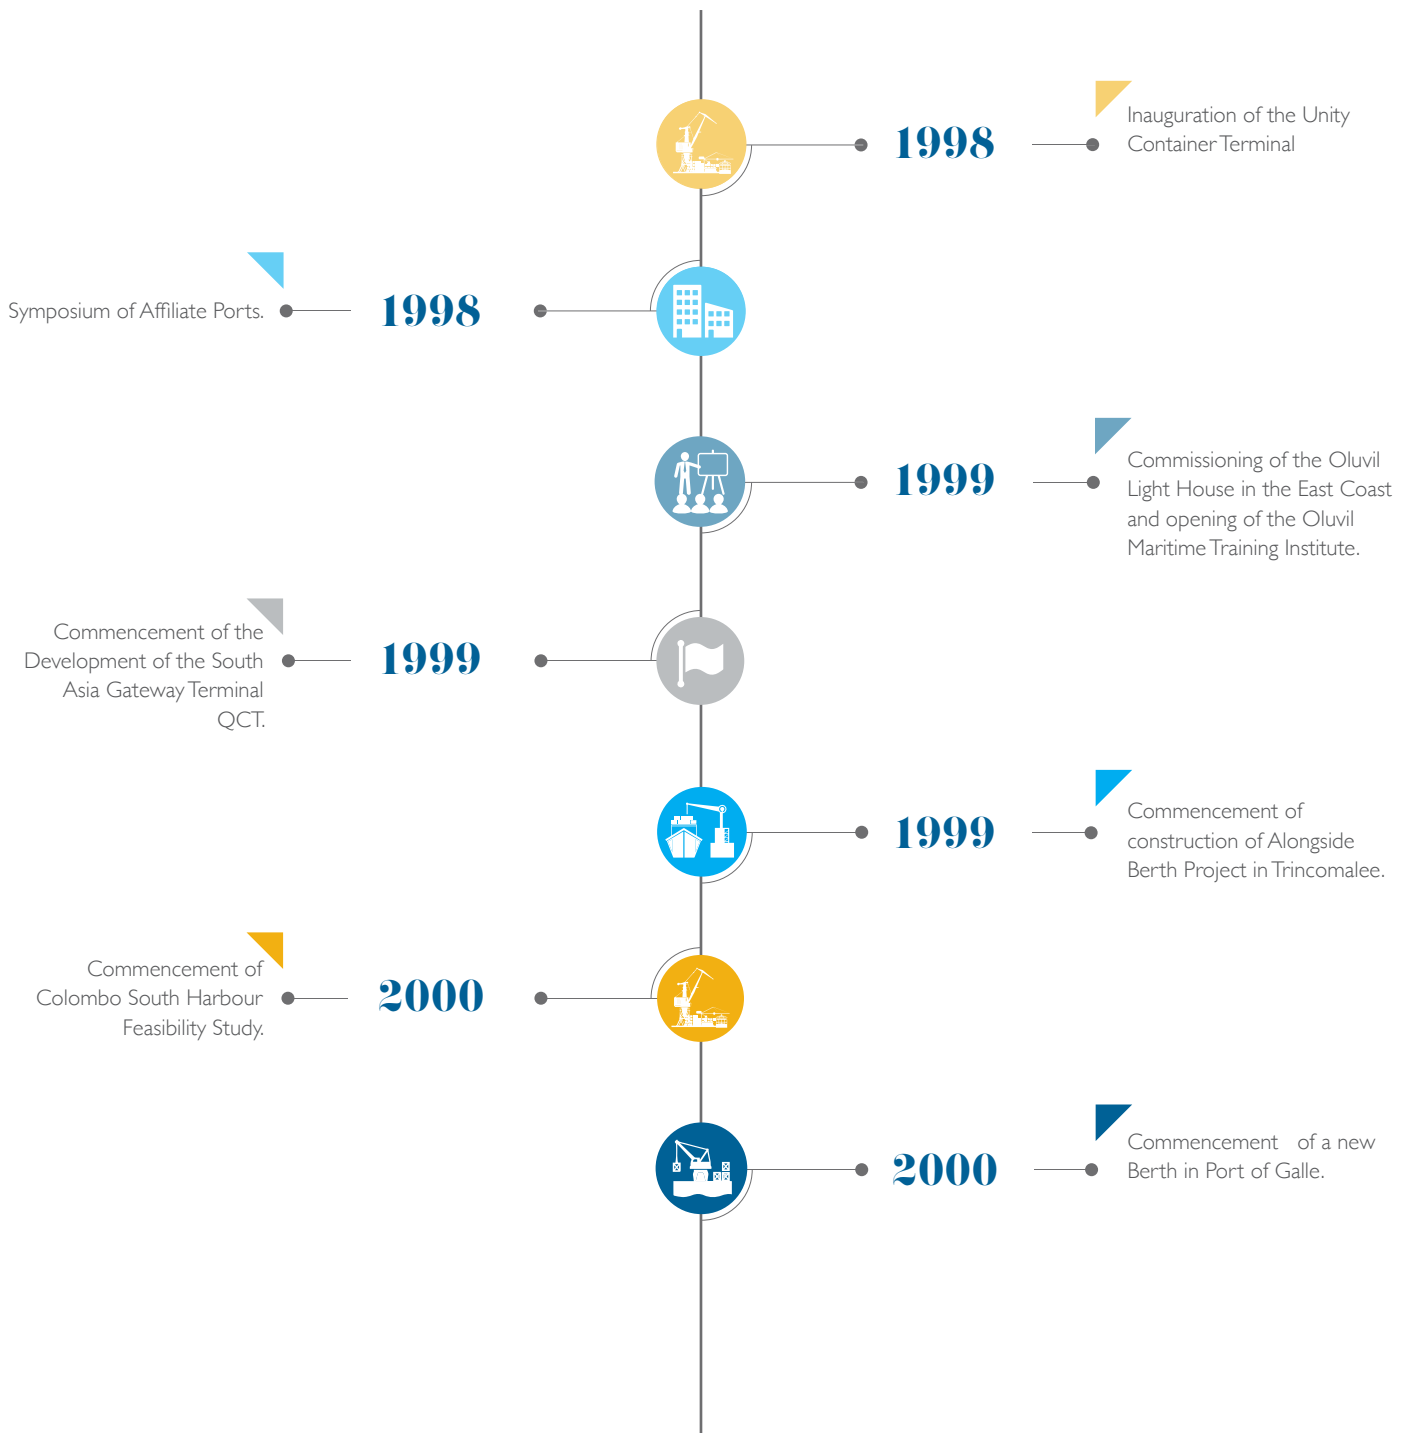 1998
Inauguration of the Unity
Container Terminal
Symposium of Affiliate Ports.
1998
1999
Commissioning of the Oluvil
Light House in the East Coast
and opening of the Oluvil
Maritime Training Institute.
Commencement of the
Development of the South
Asia Gateway Terminal
QCT.
1999
1999
Commencement of
construction of Alongside
Berth Project in Trincomalee.
Commencement of
Colombo South Harbour
Feasibility Study.
2000
2000
Commencement of a new
Berth in Port of Galle.